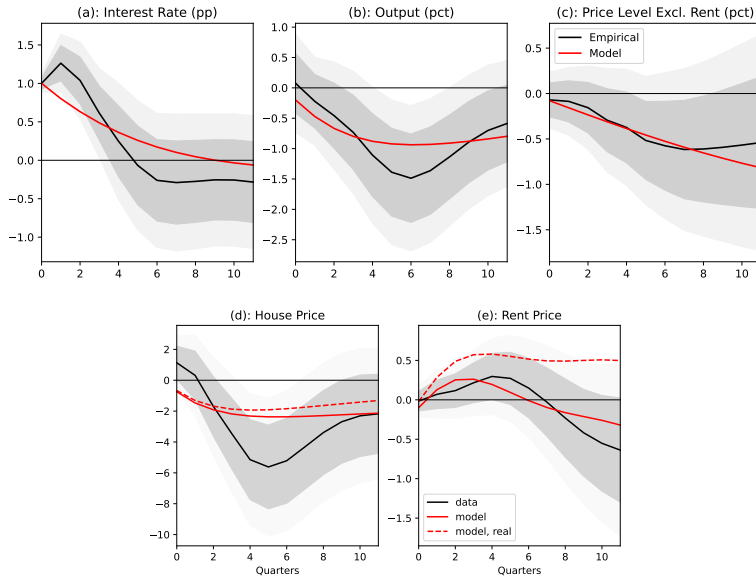 (a): Interest Rate (pp)
1.5
1.0
0.5
0.0
−0.5
−1.0
0 2 4 6 8 10
(b): Output (pct)
1.0
0.5
0.0
−0.5
−1.0
−1.5
−2.0
−2.5
0 2 4 6 8 10
(c): Price Level Excl. Rent (pct)
Empirical
Model
0.5
0.0
−0.5
−1.0
−1.5
0 2 4 6 8 10
(d): House Price
2
0
−2
−4
−6
−8
−10
0 2 4 6 8 10
Quarters
(e): Rent Price
0.5
0.0
−0.5
−1.0
−1.5
data
model
model, real
0 2 4 6 8 10
Quarters